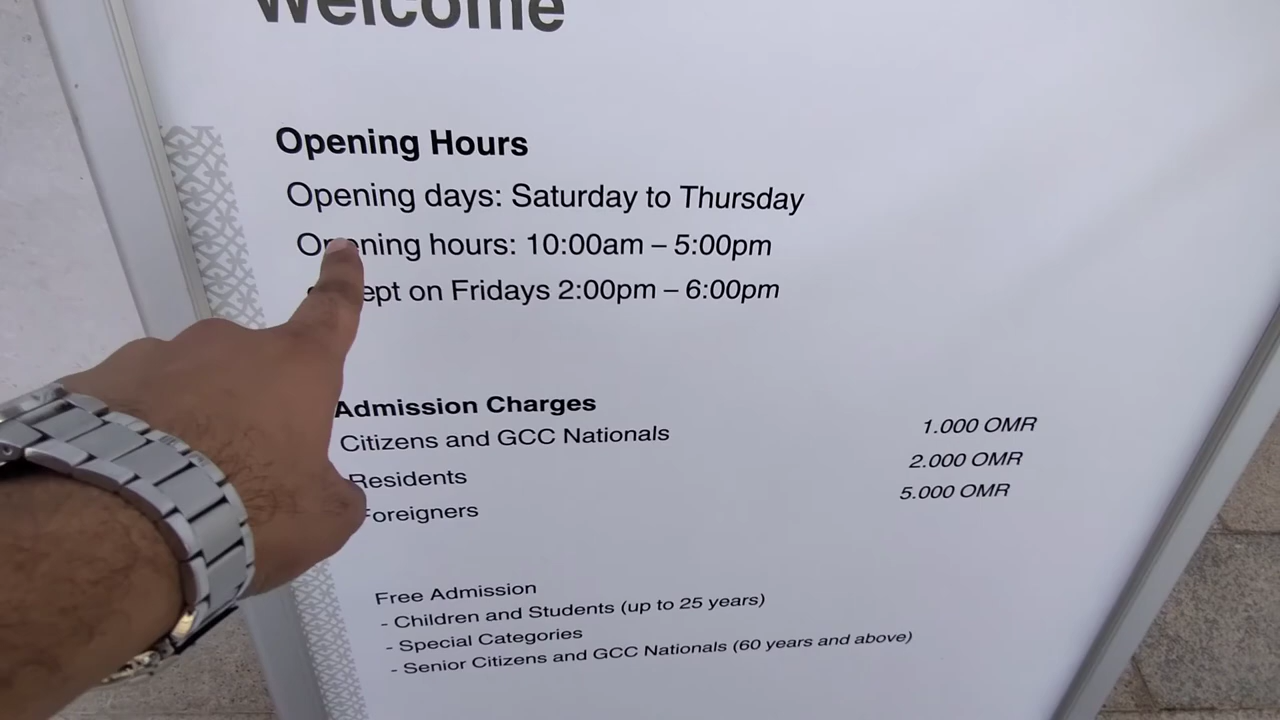 Welcome
Opening Hours
Opening days: Saturday to Thursday
Opening hours: 10:00am – 5:00pm
except on Fridays 2:00pm – 6:00pm
Admission Charges
Citizens and GCC Nationals 1.000 OMR
Residents 2.000 OMR
Foreigners 5.000 OMR
Free Admission
- Children and Students (up to 25 years)
- Special Categories
- Senior Citizens and GCC Nationals (60 years and above)